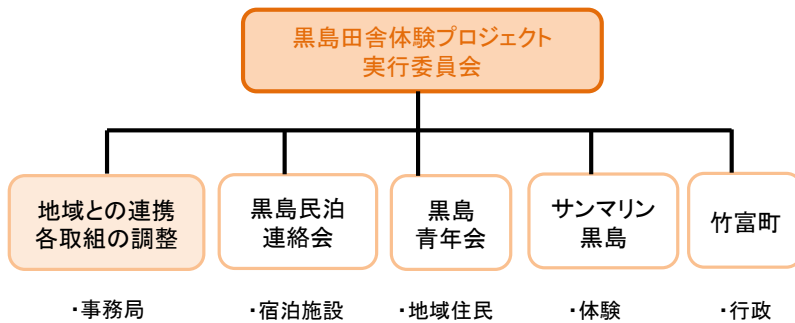 黒島田舎体験プロジェクト
実行委員会
地域との連携
各取組の調整
黒島民泊
連絡会
黒島
青年会
サンマリン
黒島
竹富町
・事務局
・宿泊施設
・地域住民
・体験
・行政